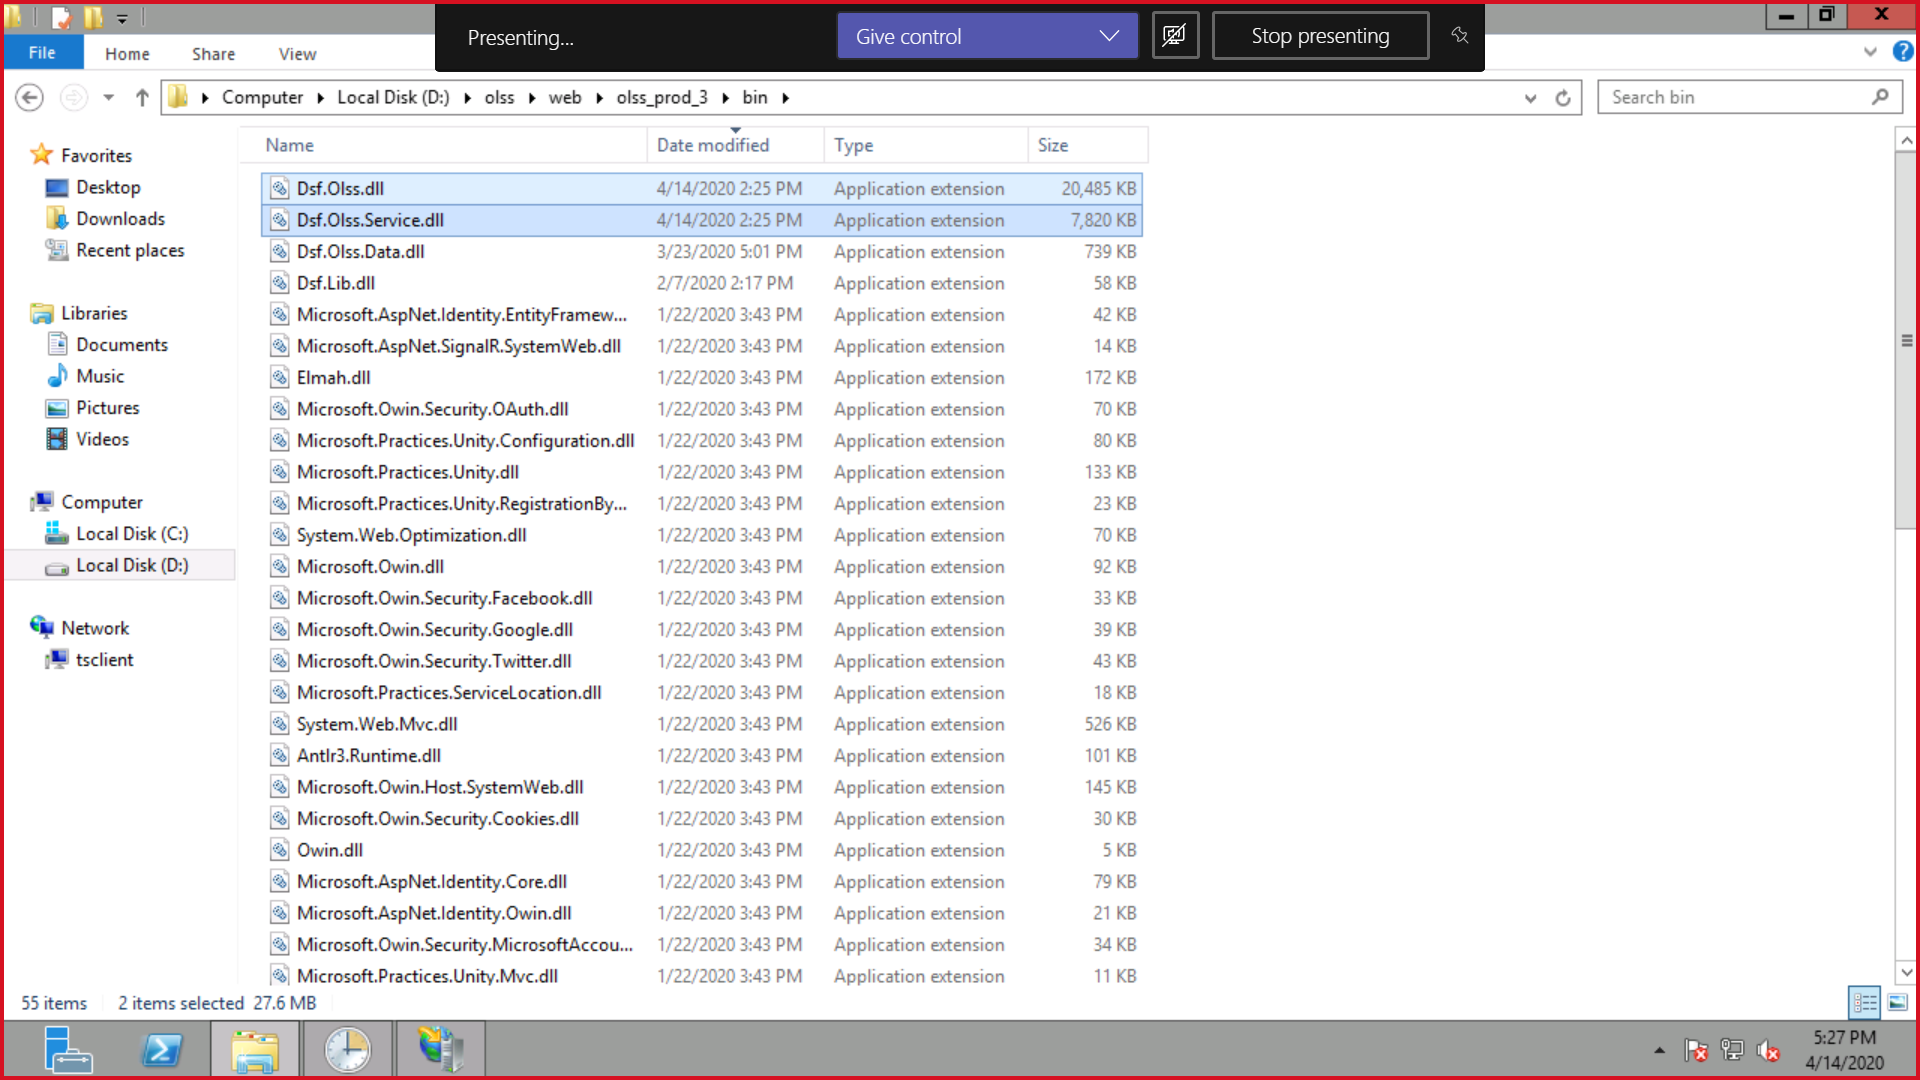 Presenting...
Give control
Stop presenting
File Home Share View
Computer Local Disk (D:) olss web olss_prod_3 bin
Search bin
Favorites
Desktop
Downloads
Recent places
Libraries
Documents
Music
Pictures
Videos
Computer
Local Disk (C:)
Local Disk (D:)
Network
tsclient
Name Date modified Type Size
Dsf.Olss.dll 4/14/2020 2:25 PM Application extension 20,485 KB
Dsf.Olss.Service.dll 4/14/2020 2:25 PM Application extension 7,820 KB
Dsf.Olss.Data.dll 3/23/2020 5:01 PM Application extension 739 KB
Dsf.Lib.dll 2/7/2020 2:17 PM Application extension 58 KB
Microsoft.AspNet.Identity.EntityFramew... 1/22/2020 3:43 PM Application extension 42 KB
Microsoft.AspNet.SignalR.SystemWeb.dll 1/22/2020 3:43 PM Application extension 14 KB
Elmah.dll 1/22/2020 3:43 PM Application extension 172 KB
Microsoft.Owin.Security.OAuth.dll 1/22/2020 3:43 PM Application extension 70 KB
Microsoft.Practices.Unity.Configuration.dll 1/22/2020 3:43 PM Application extension 80 KB
Microsoft.Practices.Unity.dll 1/22/2020 3:43 PM Application extension 133 KB
Microsoft.Practices.Unity.RegistrationBy... 1/22/2020 3:43 PM Application extension 23 KB
System.Web.Optimization.dll 1/22/2020 3:43 PM Application extension 70 KB
Microsoft.Owin.dll 1/22/2020 3:43 PM Application extension 92 KB
Microsoft.Owin.Security.Facebook.dll 1/22/2020 3:43 PM Application extension 33 KB
Microsoft.Owin.Security.Google.dll 1/22/2020 3:43 PM Application extension 39 KB
Microsoft.Owin.Security.Twitter.dll 1/22/2020 3:43 PM Application extension 43 KB
Microsoft.Practices.ServiceLocation.dll 1/22/2020 3:43 PM Application extension 18 KB
System.Web.Mvc.dll 1/22/2020 3:43 PM Application extension 526 KB
Antlr3.Runtime.dll 1/22/2020 3:43 PM Application extension 101 KB
Microsoft.Owin.Host.SystemWeb.dll 1/22/2020 3:43 PM Application extension 145 KB
Microsoft.Owin.Security.Cookies.dll 1/22/2020 3:43 PM Application extension 30 KB
Owin.dll 1/22/2020 3:43 PM Application extension 5 KB
Microsoft.AspNet.Identity.Core.dll 1/22/2020 3:43 PM Application extension 79 KB
Microsoft.AspNet.Identity.Owin.dll 1/22/2020 3:43 PM Application extension 21 KB
Microsoft.Owin.Security.MicrosoftAccou... 1/22/2020 3:43 PM Application extension 34 KB
Microsoft.Practices.Unity.Mvc.dll 1/22/2020 3:43 PM Application extension 11 KB
55 items 2 items selected 27.6 MB
5:27 PM
4/14/2020